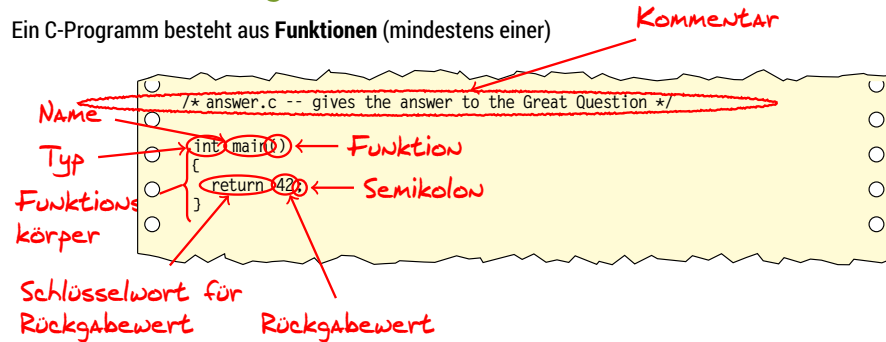 Kommentar
Ein C-Programm besteht aus Funktionen (mindestens einer)
/* answer.c -- gives the answer to the Great Question */
Name
int main()
Funktion
Typ
{
return 42;
Semikolon
Funktions
körper
}
Schlüsselwort für
Rückgabewert
Rückgabewert